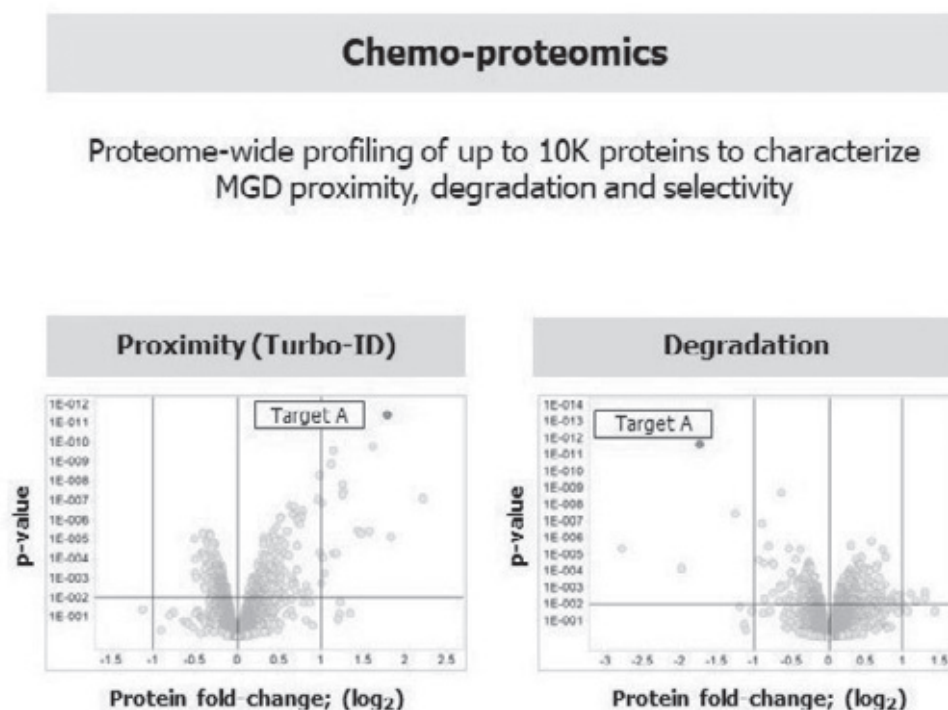 Chemo-proteomics
Proteome-wide profiling of up to 10K proteins to characterize
MGD proximity, degradation and selectivity
Proximity (Turbo-ID)
Degradation
1E-012
1E-011
1E-010
1E-009
1E-008
1E-007
1E-006
1E-005
1E-004
1E-003
1E-002
1E-001
Target A
p-value
-1.5 -1 -0.5 0 0.5 1 1.5 2 2.5
Protein fold-change; (log₂)
1E-014
1E-013
1E-012
1E-011
1E-010
1E-009
1E-008
1E-007
1E-006
1E-005
1E-004
1E-003
1E-002
1E-001
Target A
p-value
-3 -2.5 -2 -1.5 -1 -0.5 0 0.5 1 1.5
Protein fold-change; (log₂)